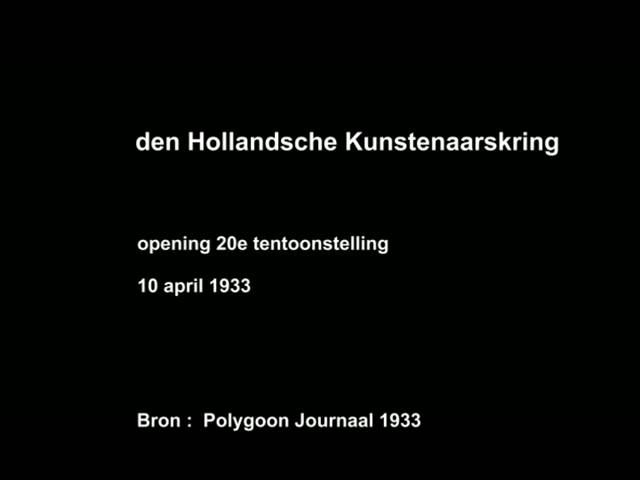 den Hollandsche Kunstenaarskring
opening 20e tentoonstelling
10 april 1933
Bron : Polygoon Journaal 1933